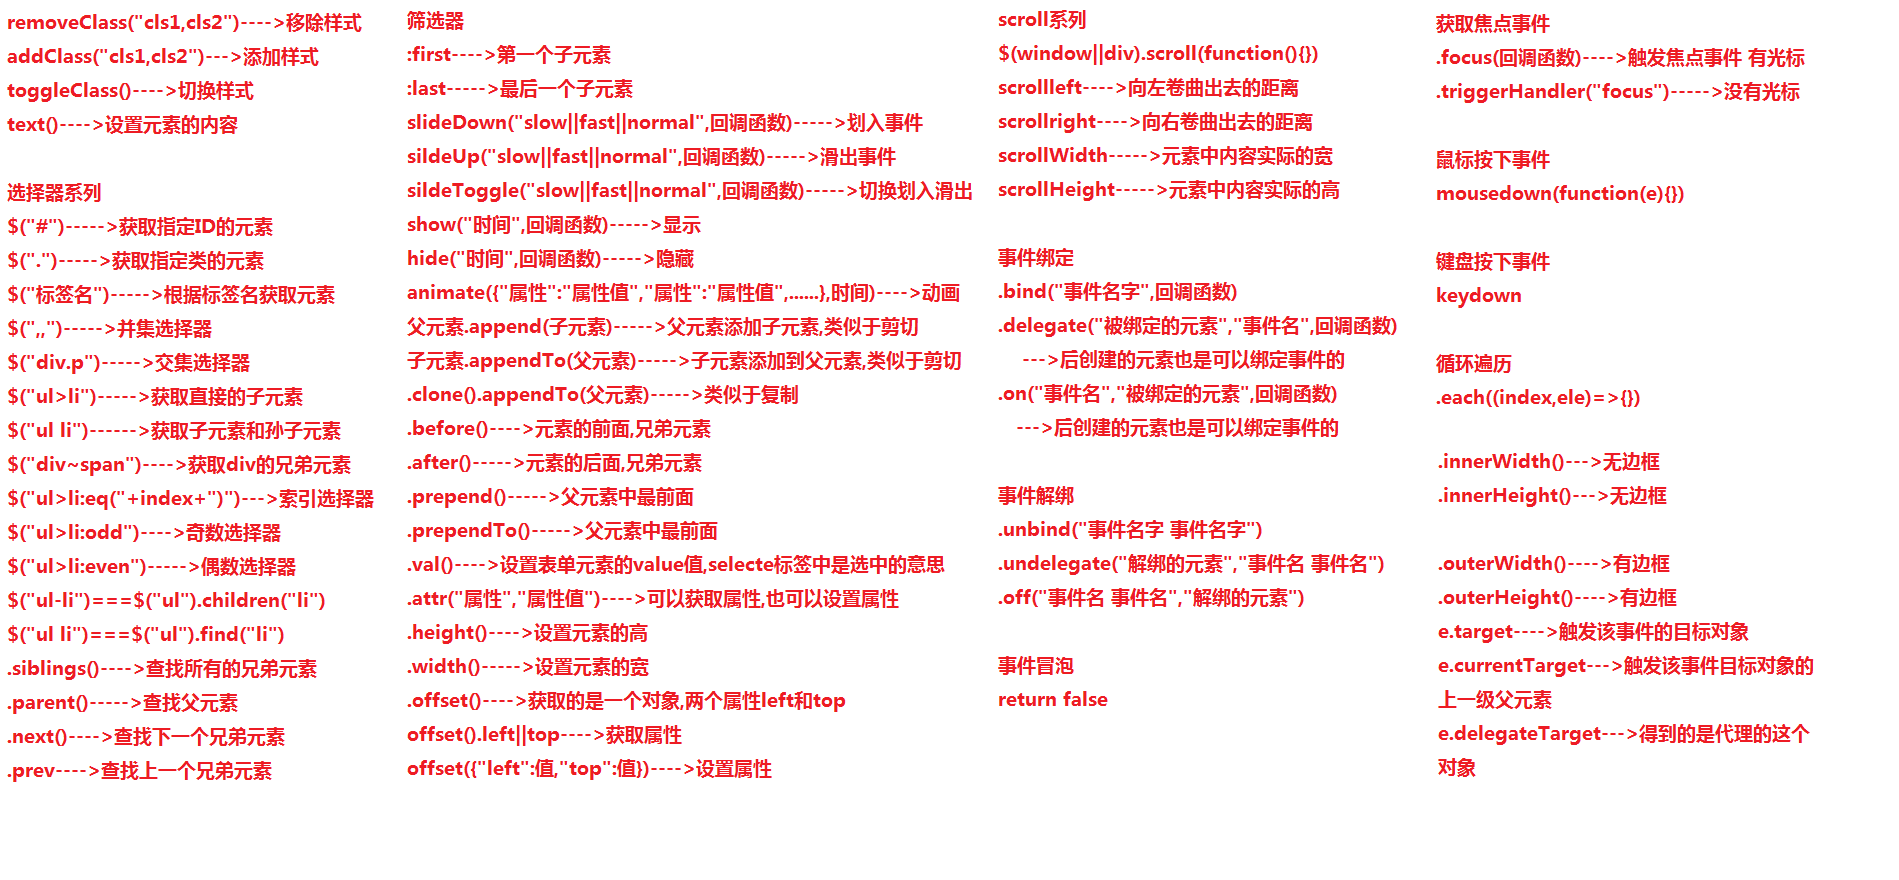 removeClass("cls1,cls2")---->移除样式
addClass("cls1,cls2")--->添加样式
toggleClass()---->切换样式
text()---->设置元素的内容
选择器系列
$("#")----->获取指定ID的元素
$(".")----->获取指定类的元素
$("标签名")----->根据标签名获取元素
$(",,")----->并集选择器
$("div.p")----->交集选择器
$("ul>li")----->获取直接的子元素
$("ul li")------>获取子元素和孙子元素
$("div~span")---->获取div的兄弟元素
$("ul>li:eq("+index+")")--->索引选择器
$("ul>li:odd")---->奇数选择器
$("ul>li:even")----->偶数选择器
$("ul-li")===$("ul").children("li")
$("ul li")===$("ul").find("li")
.siblings()---->查找所有的兄弟元素
.parent()----->查找父元素
.next()---->查找下一个兄弟元素
.prev---->查找上一个兄弟元素
筛选器
:first---->第一个子元素
:last----->最后一个子元素
slideDown("slow||fast||normal",回调函数)----->划入事件
sildeUp("slow||fast||normal",回调函数)----->滑出事件
sildeToggle("slow||fast||normal",回调函数)----->切换划入滑出
show("时间",回调函数)----->显示
hide("时间",回调函数)----->隐藏
animate({"属性":"属性值","属性":"属性值",......},时间)---->动画
父元素.append(子元素)----->父元素添加子元素,类似于剪切
子元素.appendTo(父元素)----->子元素添加到父元素,类似于剪切
.clone().appendTo(父元素)----->类似于复制
.before()---->元素的前面,兄弟元素
.after()----->元素的后面,兄弟元素
.prepend()----->父元素中最前面
.prependTo()----->父元素中最前面
.val()---->设置表单元素的value值,selecte标签中是选中的意思
.attr("属性","属性值")---->可以获取属性,也可以设置属性
.height()---->设置元素的高
.width()----->设置元素的宽
.offset()---->获取的是一个对象,两个属性left和top
offset().left||top---->获取属性
offset({"left":值,"top":值})---->设置属性
scroll系列
$(window||div).scroll(function(){})
scrollleft---->向左卷曲出去的距离
scrollright---->向右卷曲出去的距离
scrollWidth----->元素中内容实际的宽
scrollHeight----->元素中内容实际的高
事件绑定
.bind("事件名字",回调函数)
.delegate("被绑定的元素","事件名",回调函数)
--->后创建的元素也是可以绑定事件的
.on("事件名","被绑定的元素",回调函数)
--->后创建的元素也是可以绑定事件的
事件解绑
.unbind("事件名字 事件名字")
.undelegate("解绑的元素","事件名 事件名")
.off("事件名 事件名","解绑的元素")
事件冒泡
return false
获取焦点事件
.focus(回调函数)---->触发焦点事件 有光标
.triggerHandler("focus")----->没有光标
鼠标按下事件
mousedown(function(e){})
键盘按下事件
keydown
循环遍历
.each((index,ele)=>{})
.innerWidth()--->无边框
.innerHeight()--->无边框
.outerWidth()---->有边框
.outerHeight()---->有边框
e.target---->触发该事件的目标对象
e.currentTarget--->触发该事件目标对象的
上一级父元素
e.delegateTarget--->得到的是代理的这个
对象